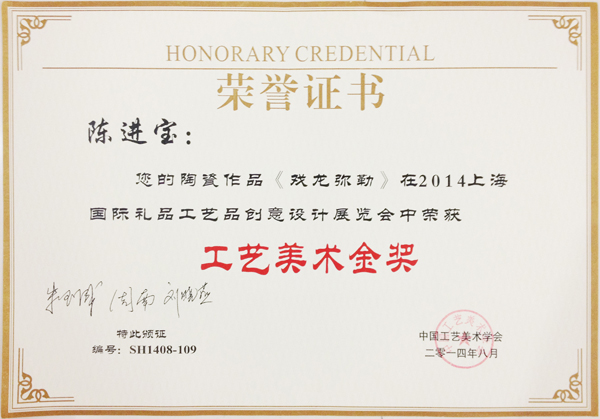 HONORARY CREDENTIAL
荣誉证书
陈进宝:
您的陶瓷作品《戏龙弥勒》在2014上海
国际礼品工艺品创意设计展览会中荣获
工艺美术金奖
特此颁证
编号:SH1408-109
中国工艺美术学会
二零一四年八月